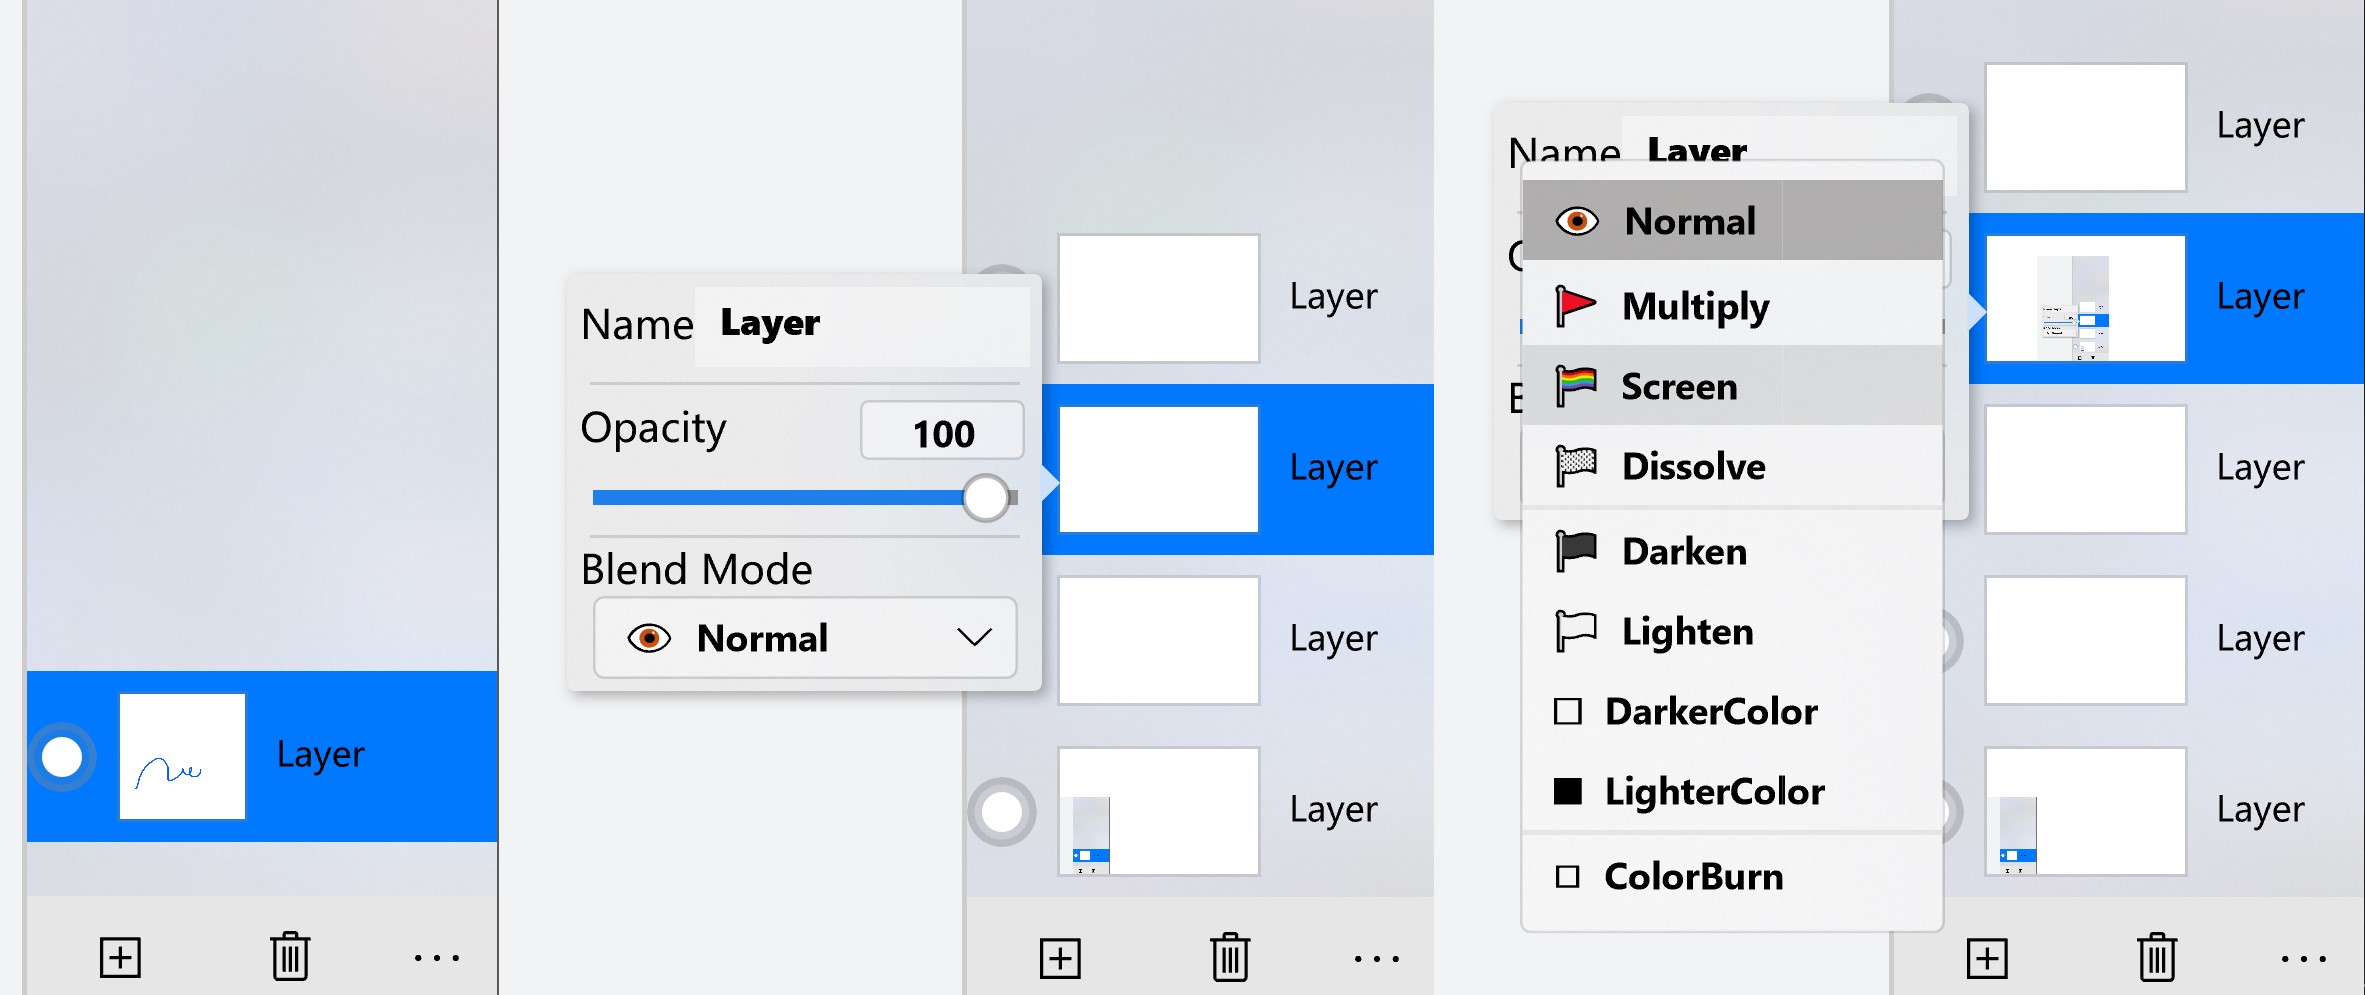 Layer
Name Layer
Opacity 100
Blend Mode
Normal
Layer
Layer
Layer
Layer
Name Layer
Normal
Multiply
Screen
Dissolve
Darken
Lighten
DarkerColor
LighterColor
ColorBurn
Layer
Layer
Layer
Layer
Layer